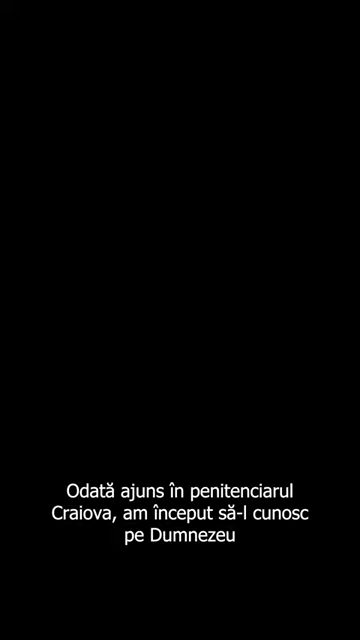 Odată ajuns în penitenciarul
Craiova, am început să-l cunosc
pe Dumnezeu